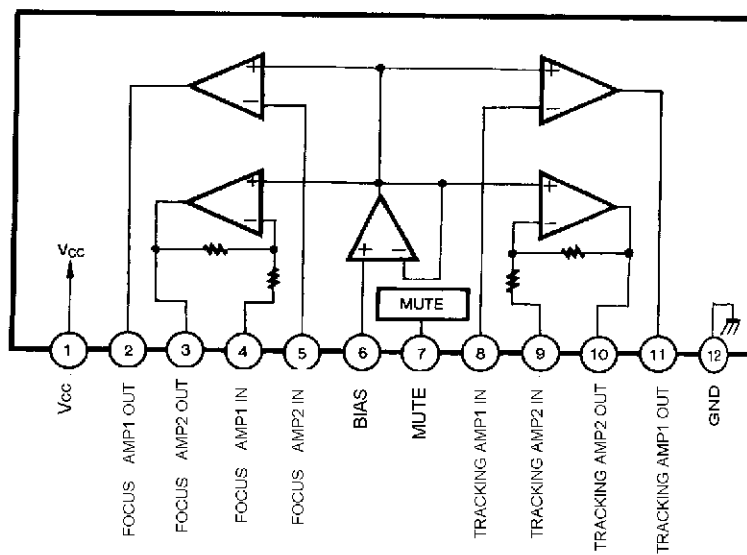 +
−
+
−
+
−
+
−
+
−
Vcc
MUTE
1
2
3
4
5
6
7
8
9
10
11
12
Vcc
FOCUS AMP1 OUT
FOCUS AMP2 OUT
FOCUS AMP1 IN
FOCUS AMP2 IN
BIAS
MUTE
TRACKING AMP1 IN
TRACKING AMP2 IN
TRACKING AMP2 OUT
TRACKING AMP1 OUT
GND